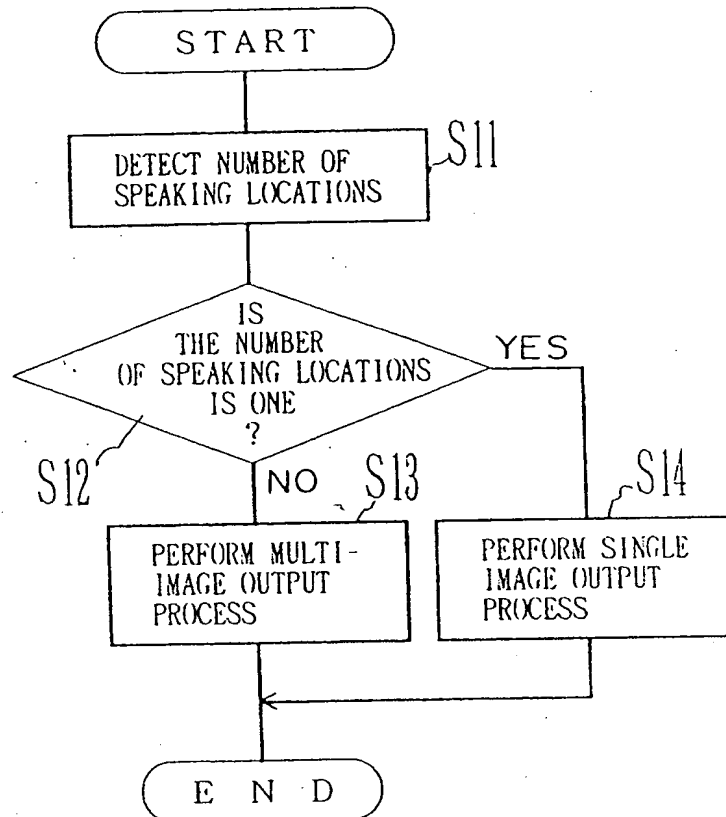 START
DETECT NUMBER OF
SPEAKING LOCATIONS
S11
IS
THE NUMBER
OF SPEAKING LOCATIONS
IS ONE
?
YES
S12
NO
S13
S14
PERFORM MULTI-
IMAGE OUTPUT
PROCESS
PERFORM SINGLE
IMAGE OUTPUT
PROCESS
END